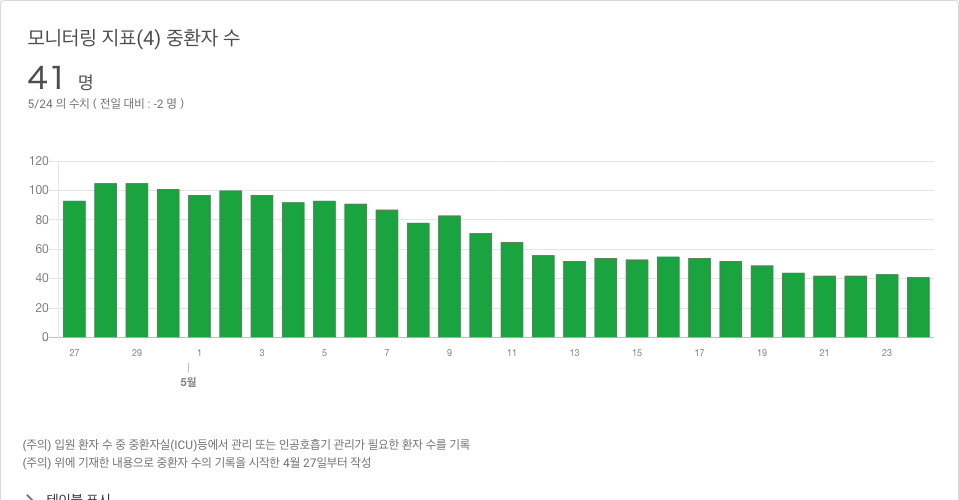 모니터링 지표(4) 중환자 수
41 명
5/24 의 수치 ( 전일 대비 : -2 명 )
120
100
80
60
40
20
0
27 29 1 3 5 7 9 11 13 15 17 19 21 23
5월
(주의) 입원 환자 수 중 중환자실(ICU)등에서 관리 또는 인공호흡기 관리가 필요한 환자 수를 기록
(주의) 위에 기재한 내용으로 중환자 수의 기록을 시작한 4월 27일부터 작성
테이블 표시